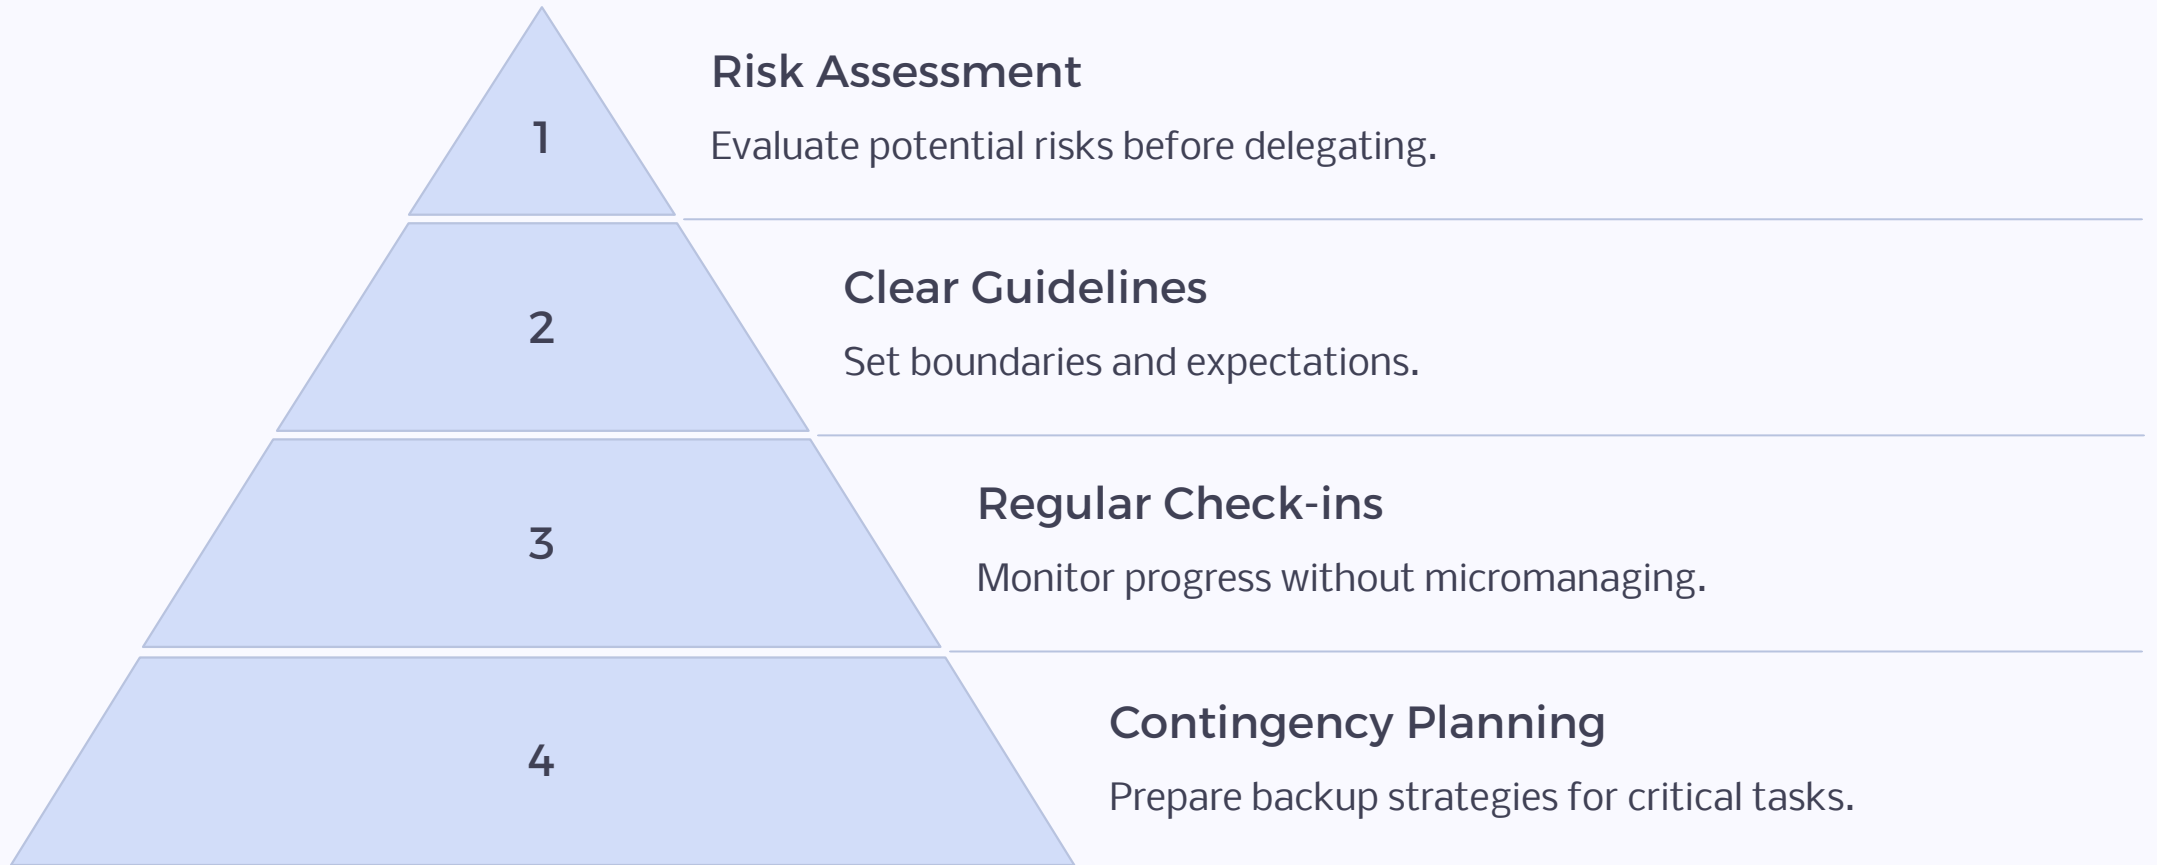 1
Risk Assessment
Evaluate potential risks before delegating.
2
Clear Guidelines
Set boundaries and expectations.
3
Regular Check-ins
Monitor progress without micromanaging.
4
Contingency Planning
Prepare backup strategies for critical tasks.